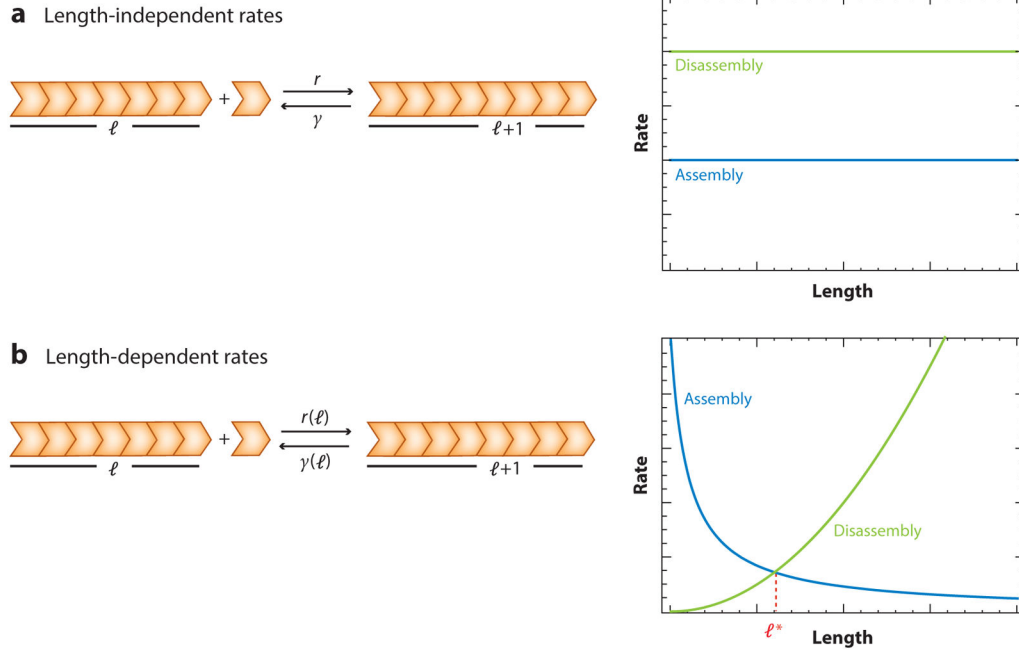 a Length-independent rates
+
r
γ
ℓ
ℓ+1
Rate
Disassembly
Assembly
Length
b Length-dependent rates
+
r(ℓ)
γ(ℓ)
ℓ
ℓ+1
Rate
Assembly
Disassembly
ℓ*
Length